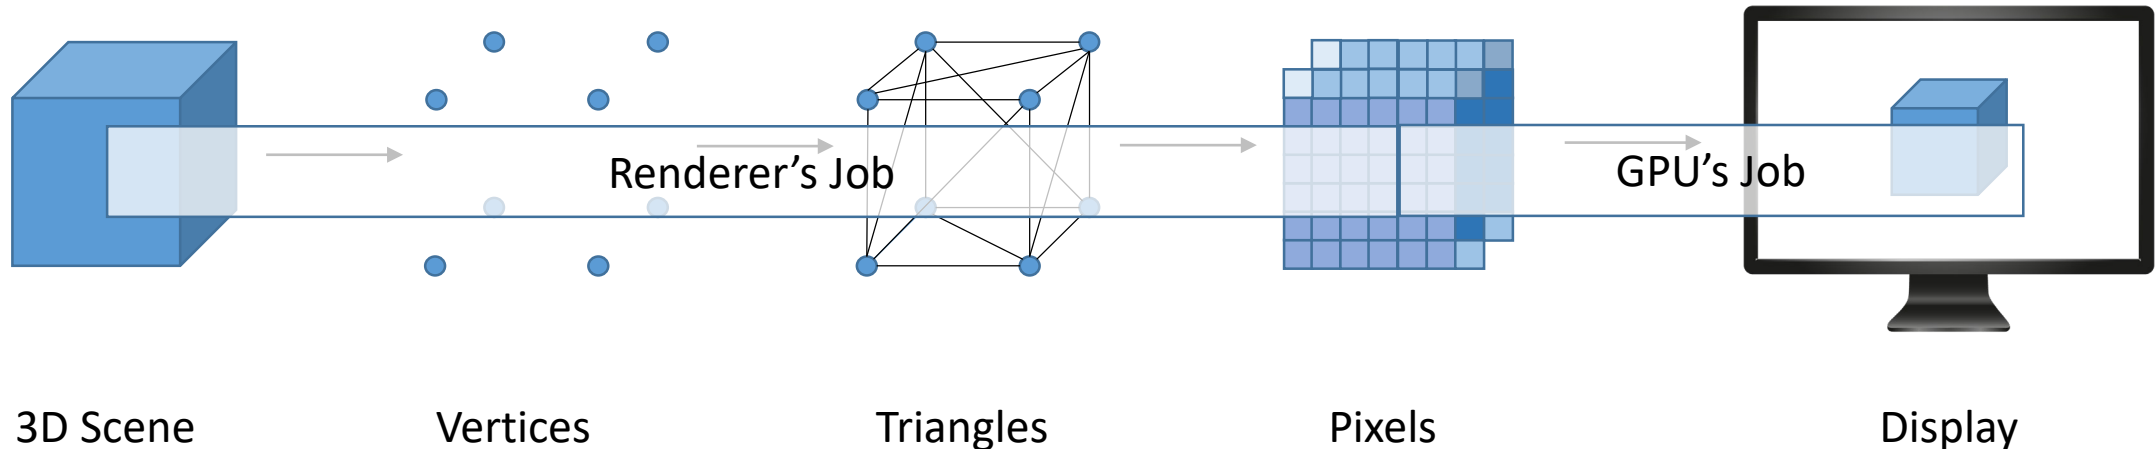 Renderer's Job
GPU's Job
3D Scene
Vertices
Triangles
Pixels
Display